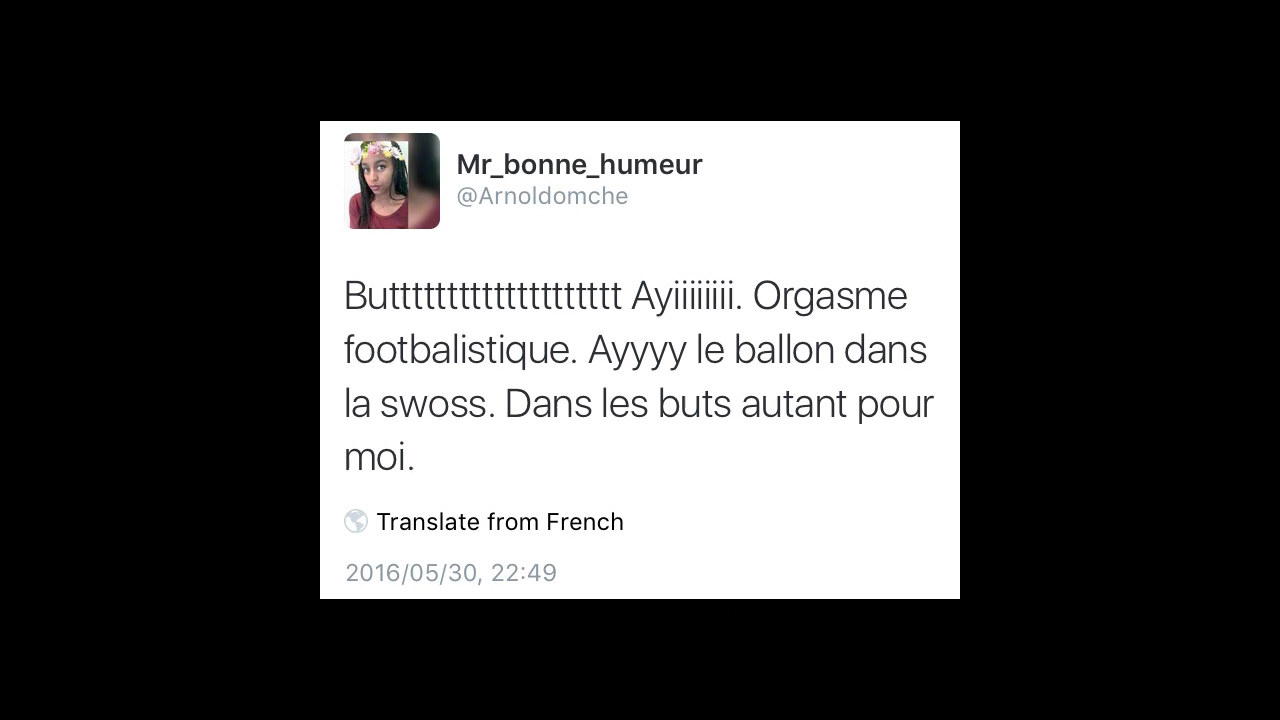 Mr_bonne_humeur
@Arnoldomche
Butttttttttttttttttttt Ayiiiiiiii. Orgasme
footbalistique. Ayyyy le ballon dans
la swoss. Dans les buts autant pour
moi.
Translate from French
2016/05/30, 22:49